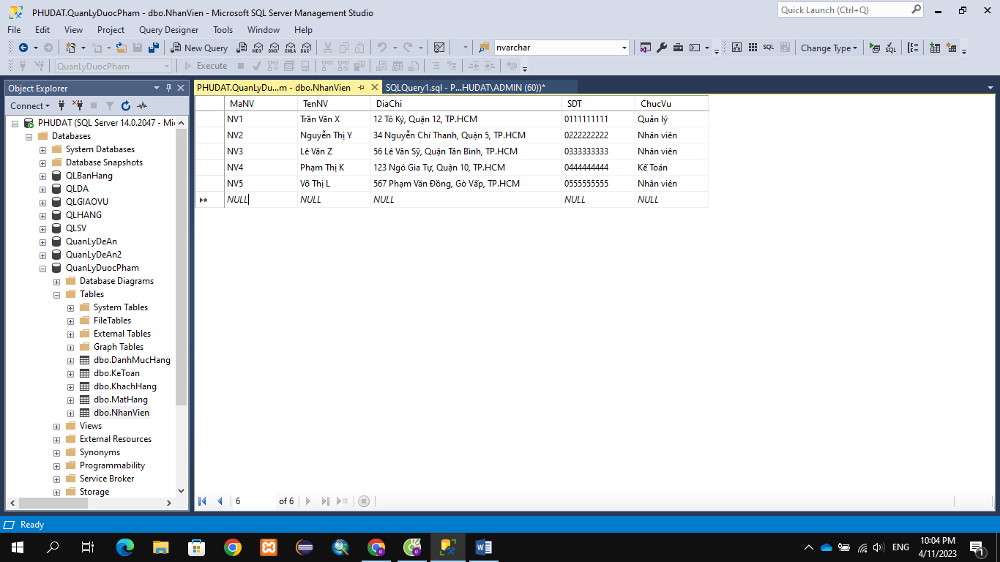 PHUDAT.QuanLyDuocPham - dbo.NhanVien - Microsoft SQL Server Management Studio
Quick Launch (Ctrl+Q)
File Edit View Project Query Designer Tools Window Help
New Query MDX DMX XMLA DAX nvarchar SQL Change Type SQL
QuanLyDuocPham Execute
Object Explorer
Connect
PHUDAT (SQL Server 14.0.2047 - Mi
Databases
System Databases
Database Snapshots
QLBanHang
QLDA
QLGIAOVU
QLHANG
QLSV
QuanLyDeAn
QuanLyDeAn2
QuanLyDuocPham
Database Diagrams
Tables
System Tables
FileTables
External Tables
Graph Tables
dbo.DanhMucHang
dbo.KeToan
dbo.KhachHang
dbo.MatHang
dbo.NhanVien
Views
External Resources
Synonyms
Programmability
Service Broker
Storage
PHUDAT.QuanLyDu...m - dbo.NhanVien SQLQuery1.sql - P...HUDAT\ADMIN (60))*
MaNV TenNV DiaChi SDT ChucVu
NV1 Trần Văn X 12 Tô Ký, Quận 12, TP.HCM 0111111111 Quản lý
NV2 Nguyễn Thị Y 34 Nguyễn Chí Thanh, Quận 5, TP.HCM 0222222222 Nhân viên
NV3 Lê Văn Z 56 Lê Văn Sỹ, Quận Tân Bình, TP.HCM 0333333333 Nhân viên
NV4 Phạm Thị K 123 Ngô Gia Tự, Quận 10, TP.HCM 0444444444 Kế Toán
NV5 Võ Thị L 567 Phạm Văn Đồng, Gò Vấp, TP.HCM 0555555555 Nhân viên
NULL NULL NULL NULL NULL
6 of 6
Ready
ENG
10:04 PM
4/11/2023
1